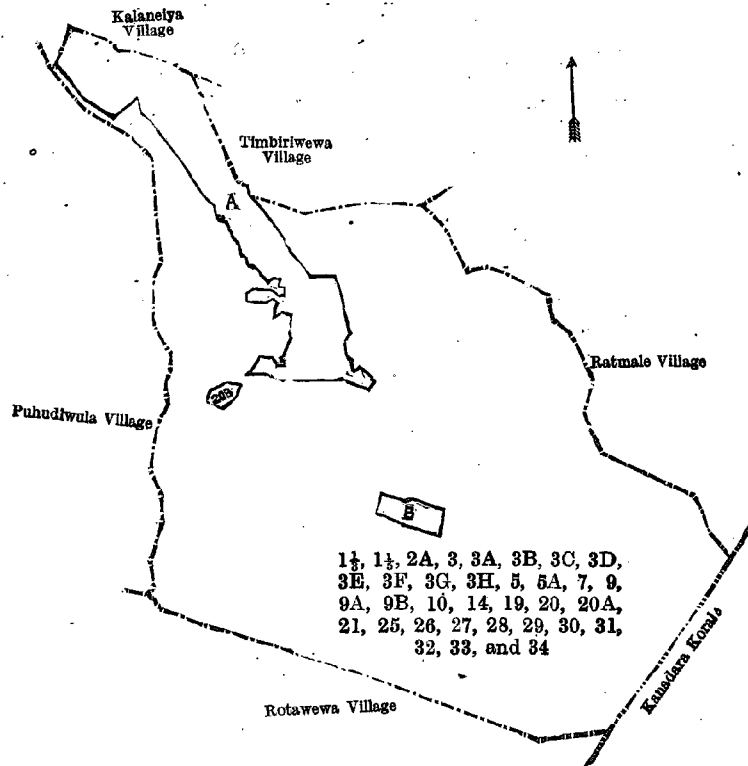 Kalaneiya
Village
Timbiriwewa
Village
A
Ratmale Village
20B
Puhudiwula Village
B
1⅓, 1⅕, 2A, 3, 3A, 3B, 3C, 3D,
3E, 3F, 3G, 3H, 5, 5A, 7, 9,
9A, 9B, 10, 14, 19, 20, 20A,
21, 25, 26, 27, 28, 29, 30, 31,
32, 33, and 34
Kanadara Korale
Rotawewa Village